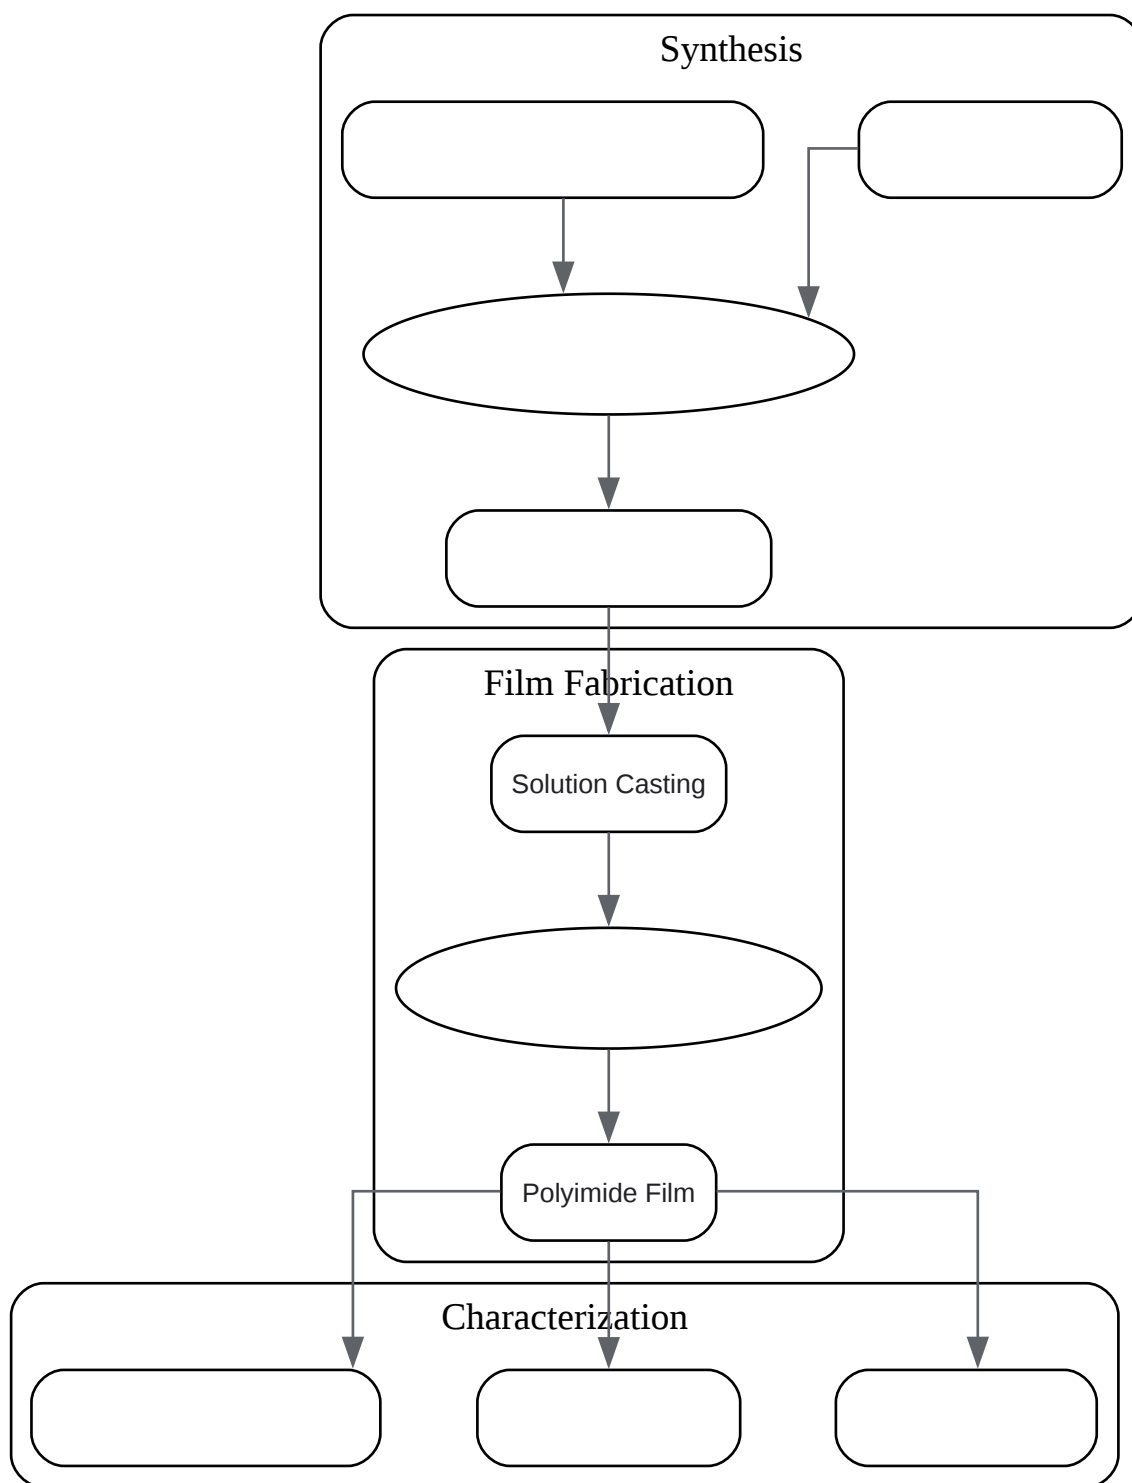 Synthesis
Film Fabrication
Solution Casting
Polyimide Film
Characterization